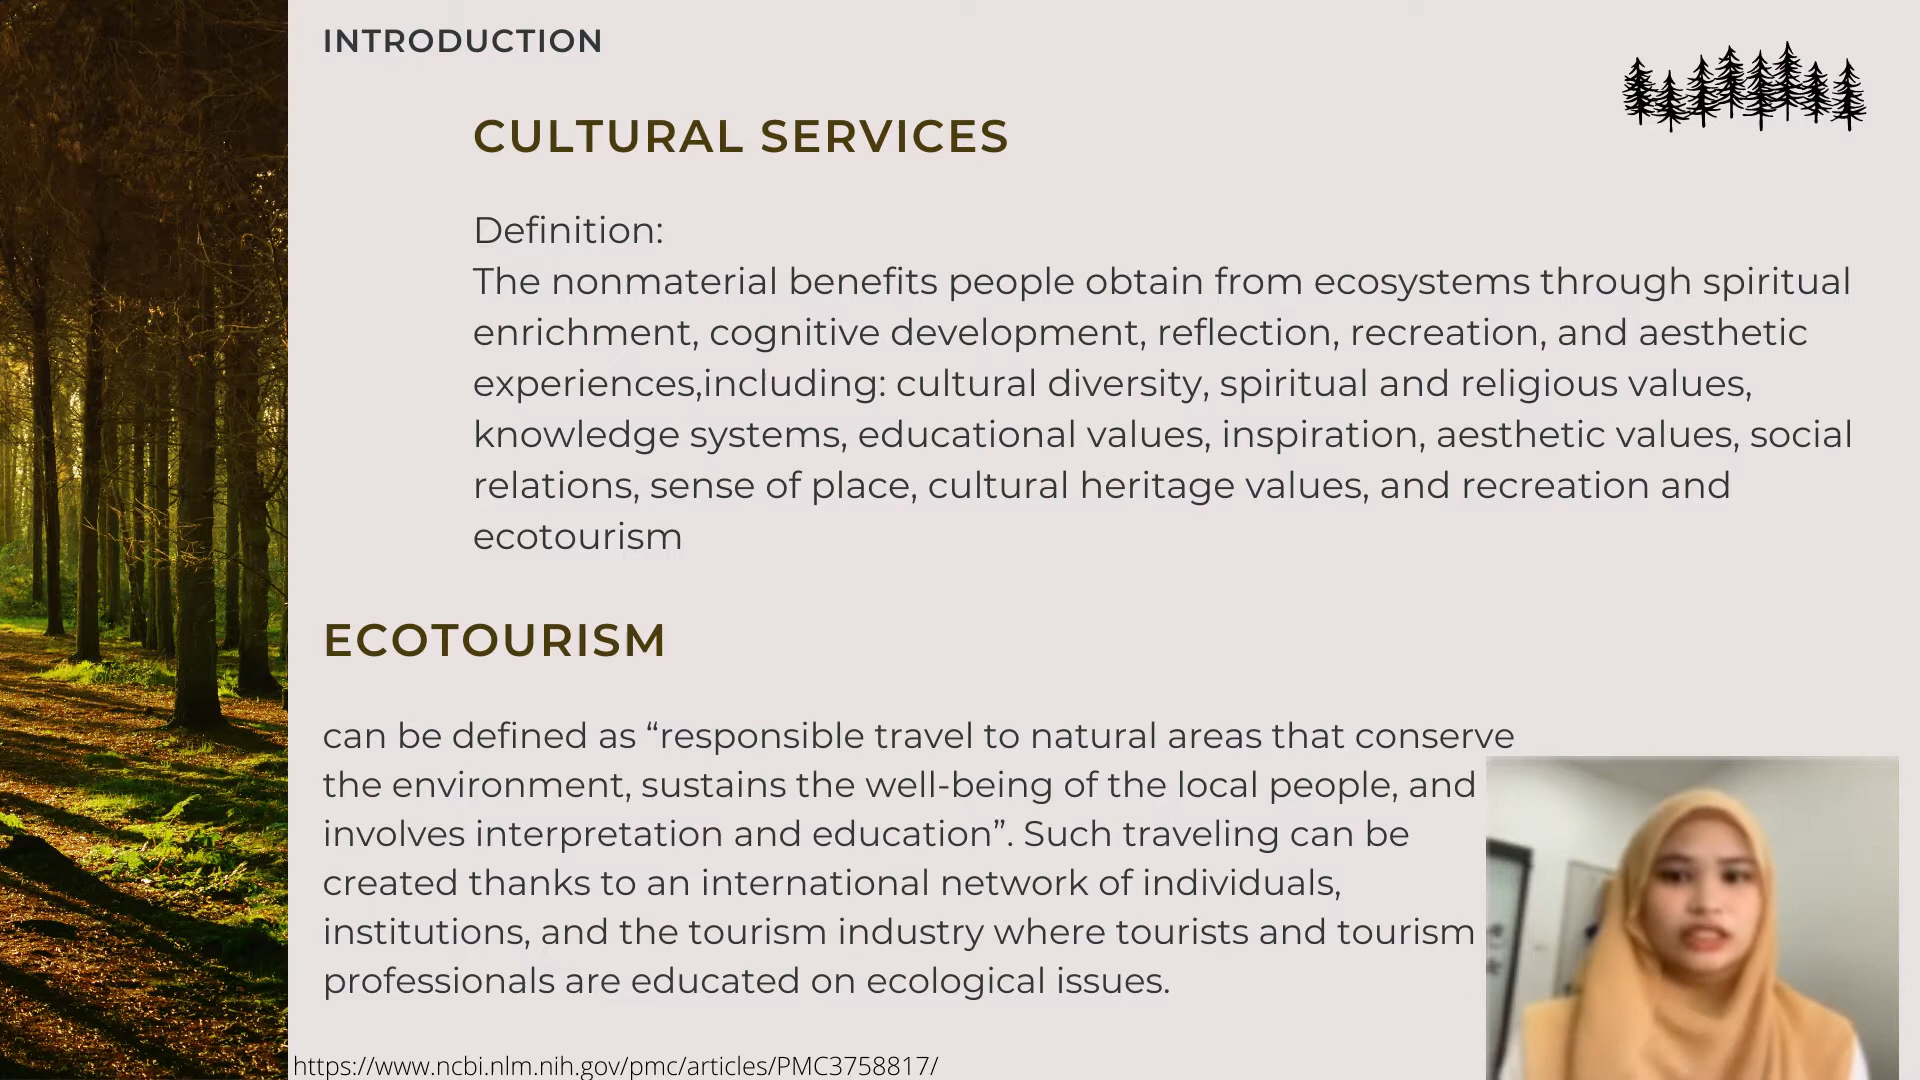 INTRODUCTION
CULTURAL SERVICES
Definition:
The nonmaterial benefits people obtain from ecosystems through spiritual
enrichment, cognitive development, reflection, recreation, and aesthetic
experiences,including: cultural diversity, spiritual and religious values,
knowledge systems, educational values, inspiration, aesthetic values, social
relations, sense of place, cultural heritage values, and recreation and
ecotourism
ECOTOURISM
can be defined as “responsible travel to natural areas that conserve
the environment, sustains the well-being of the local people, and
involves interpretation and education”. Such traveling can be
created thanks to an international network of individuals,
institutions, and the tourism industry where tourists and tourism
professionals are educated on ecological issues.
https://www.ncbi.nlm.nih.gov/pmc/articles/PMC3758817/